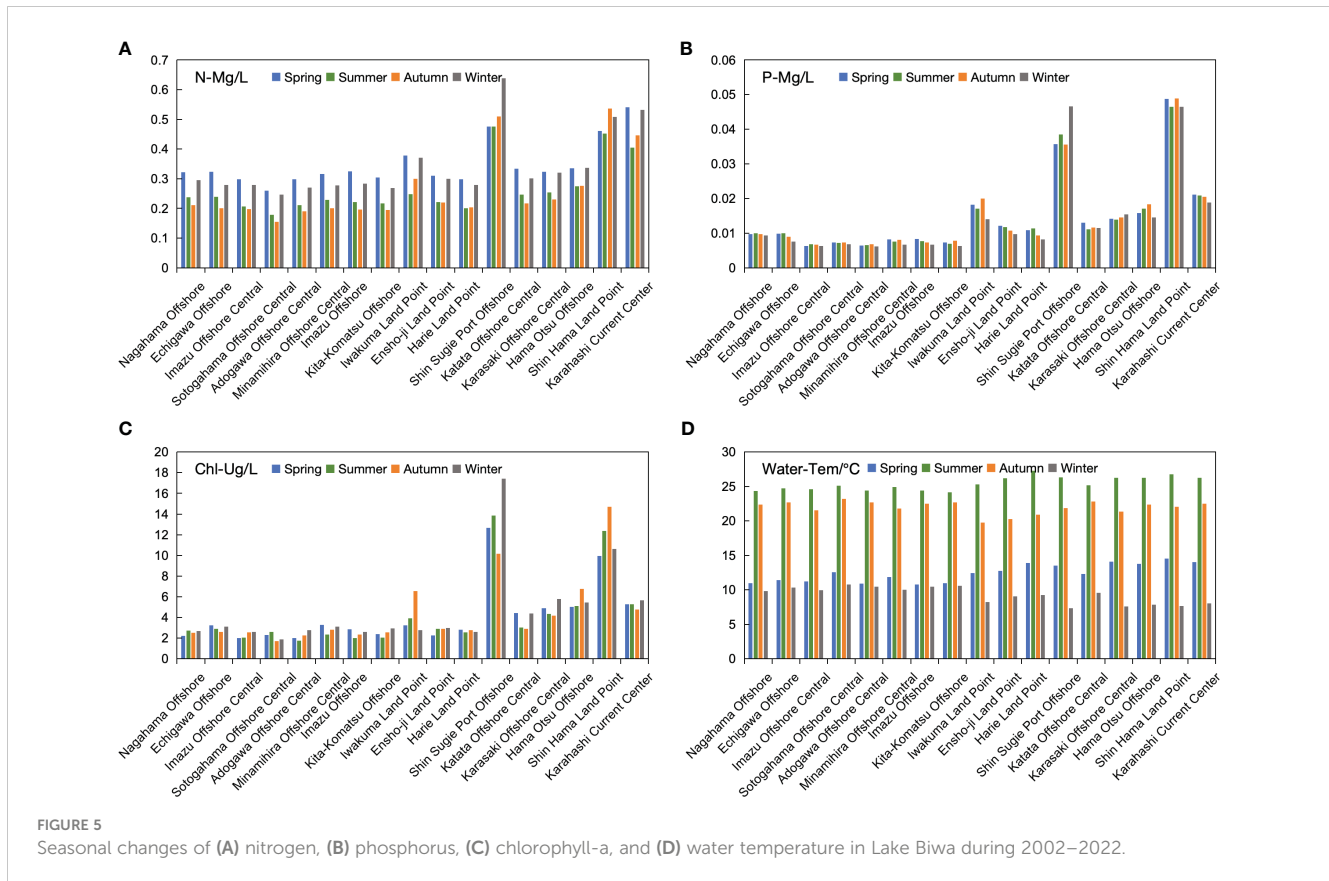 A
N-Mg/L Spring Summer Autumn Winter
0.7
0.6
0.5
0.4
0.3
0.2
0.1
0
Nagahama Offshore
Echigawa Offshore
Imazu Offshore Central
Sotogahama Offshore Central
Adogawa Offshore Central
Minamihira Offshore Central
Imazu Offshore
Kita-Komatsu Offshore
Iwakuma Land Point
Ensho-ji Land Point
Harie Land Point
Shin Sugie Port Offshore
Katata Offshore Central
Karasaki Offshore Central
Hama Otsu Offshore
Shin Hama Land Point
Karahashi Current Center
B
P-Mg/L Spring Summer Autumn Winter
0.06
0.05
0.04
0.03
0.02
0.01
0
Nagahama Offshore
Echigawa Offshore
Imazu Offshore Central
Sotogahama Offshore Central
Adogawa Offshore Central
Minamihira Offshore Central
Imazu Offshore
Kita-Komatsu Offshore
Iwakuma Land Point
Ensho-ji Land Point
Harie Land Point
Shin Sugie Port Offshore
Katata Offshore Central
Karasaki Offshore Central
Hama Otsu Offshore
Shin Hama Land Point
Karahashi Current Center
C
Chl-Ug/L Spring Summer Autumn Winter
20
18
16
14
12
10
8
6
4
2
0
Nagahama Offshore
Echigawa Offshore
Imazu Offshore Central
Sotogahama Offshore Central
Adogawa Offshore Central
Minamihira Offshore Central
Imazu Offshore
Kita-Komatsu Offshore
Iwakuma Land Point
Ensho-ji Land Point
Harie Land Point
Shin Sugie Port Offshore
Katata Offshore Central
Karasaki Offshore Central
Hama Otsu Offshore
Shin Hama Land Point
Karahashi Current Center
D
Water-Tem/°C Spring Summer Autumn Winter
30
25
20
15
10
5
0
Nagahama Offshore
Echigawa Offshore
Imazu Offshore Central
Sotogahama Offshore Central
Adogawa Offshore Central
Minamihira Offshore Central
Imazu Offshore
Kita-Komatsu Offshore
Iwakuma Land Point
Ensho-ji Land Point
Harie Land Point
Shin Sugie Port Offshore
Katata Offshore Central
Karasaki Offshore Central
Hama Otsu Offshore
Shin Hama Land Point
Karahashi Current Center
FIGURE 5
Seasonal changes of (A) nitrogen, (B) phosphorus, (C) chlorophyll-a, and (D) water temperature in Lake Biwa during 2002–2022.